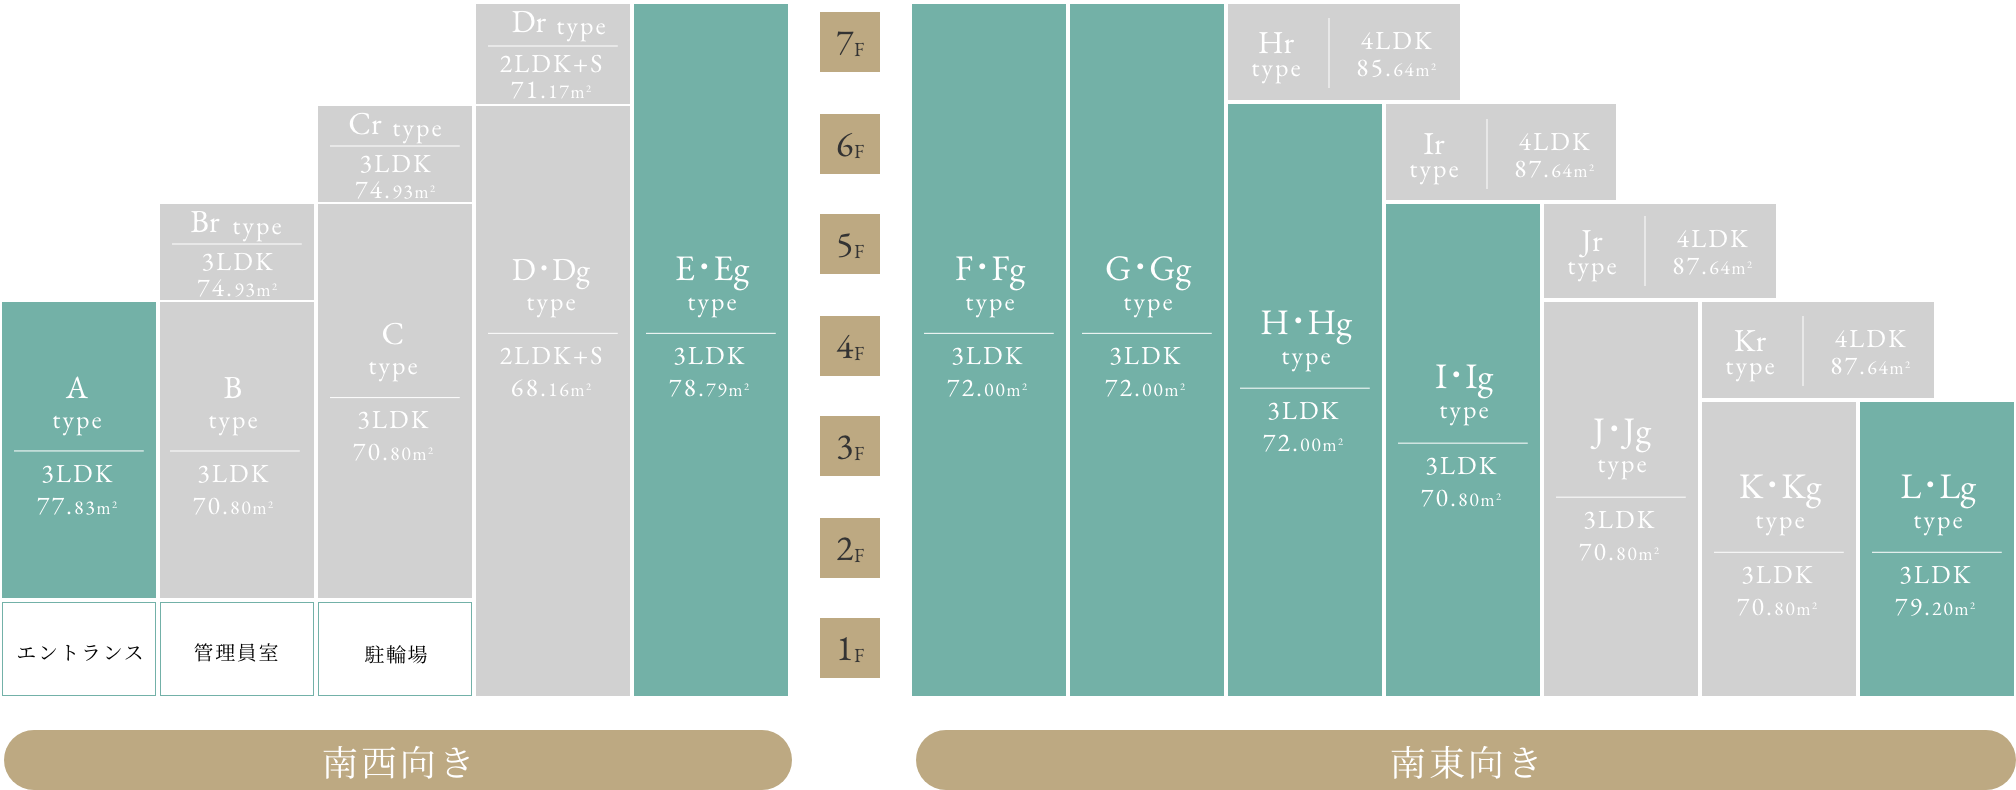 Dr type
2LDK+S
71.17m²
Cr type
3LDK
74.93m²
Br type
3LDK
74.93m²
A
type
3LDK
77.83m²
B
type
3LDK
70.80m²
C
type
3LDK
70.80m²
D・Dg
type
2LDK+S
68.16m²
E・Eg
type
3LDK
78.79m²
エントランス
管理員室
駐輪場
南西向き
7F
6F
5F
4F
3F
2F
1F
F・Fg
type
3LDK
72.00m²
G・Gg
type
3LDK
72.00m²
Hr
type
4LDK
85.64m²
H・Hg
type
3LDK
72.00m²
Ir
type
4LDK
87.64m²
I・Ig
type
3LDK
70.80m²
Jr
type
4LDK
87.64m²
J・Jg
type
3LDK
70.80m²
Kr
type
4LDK
87.64m²
K・Kg
type
3LDK
70.80m²
L・Lg
type
3LDK
79.20m²
南東向き